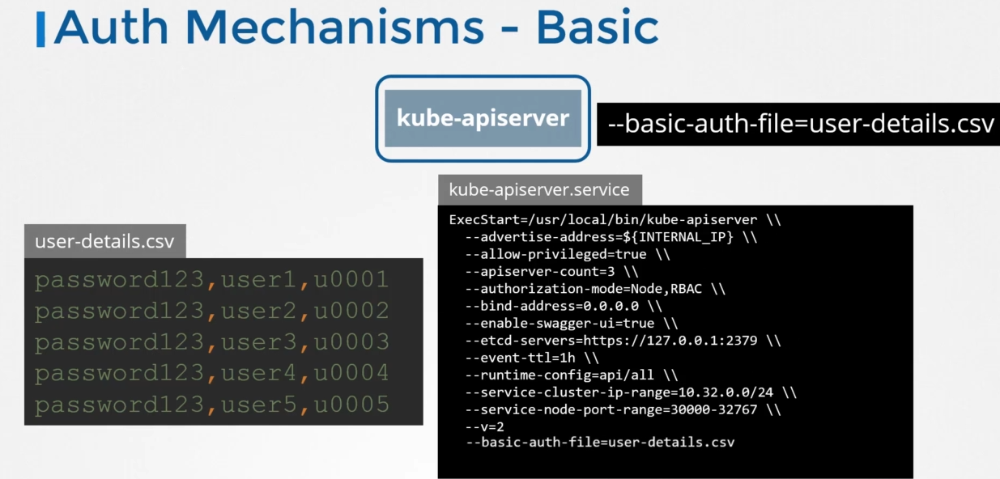 Auth Mechanisms - Basic
kube-apiserver
--basic-auth-file=user-details.csv
user-details.csv
password123,user1,u0001
password123,user2,u0002
password123,user3,u0003
password123,user4,u0004
password123,user5,u0005
kube-apiserver.service
ExecStart=/usr/local/bin/kube-apiserver \\
--advertise-address=${INTERNAL_IP} \\
--allow-privileged=true \\
--apiserver-count=3 \\
--authorization-mode=Node,RBAC \\
--bind-address=0.0.0.0 \\
--enable-swagger-ui=true \\
--etcd-servers=https://127.0.0.1:2379 \\
--event-ttl=1h \\
--runtime-config=api/all \\
--service-cluster-ip-range=10.32.0.0/24 \\
--service-node-port-range=30000-32767 \\
--v=2
--basic-auth-file=user-details.csv